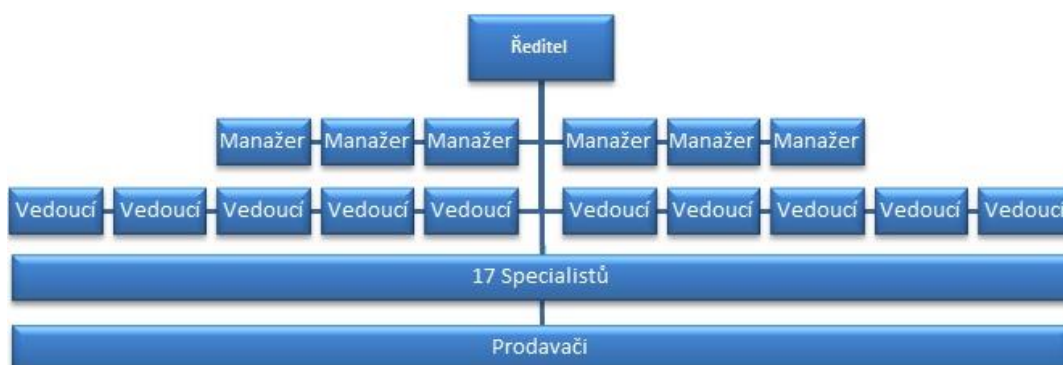 Ředitel
Manažer Manažer Manažer Manažer Manažer Manažer
Vedoucí Vedoucí Vedoucí Vedoucí Vedoucí Vedoucí Vedoucí Vedoucí Vedoucí Vedoucí
17 Specialistů
Prodavači